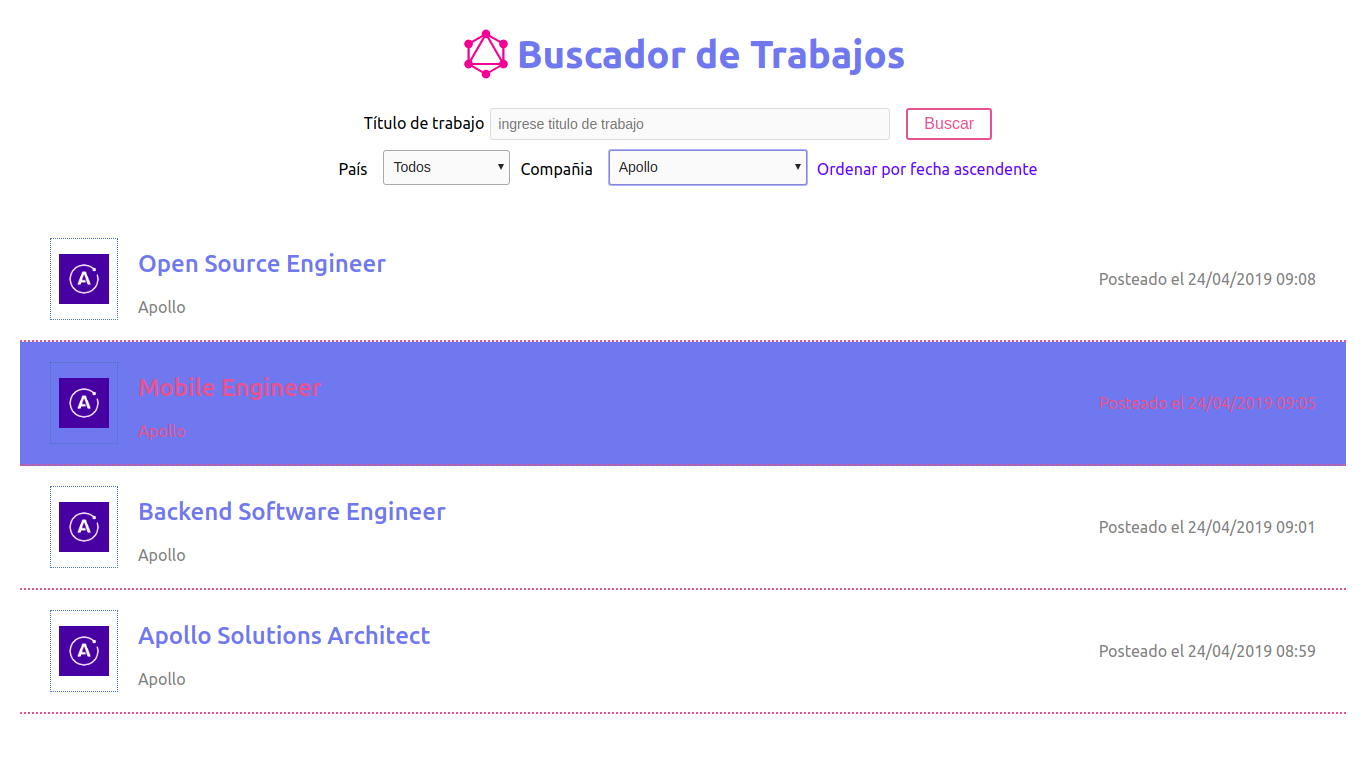 Buscador de Trabajos
Título de trabajo ingrese titulo de trabajo Buscar
País Todos Compañia Apollo Ordenar por fecha ascendente
Open Source Engineer
Posteado el 24/04/2019 09:08
Apollo
Mobile Engineer
Posteado el 24/04/2019 09:05
Apollo
Backend Software Engineer
Posteado el 24/04/2019 09:01
Apollo
Apollo Solutions Architect
Posteado el 24/04/2019 08:59
Apollo